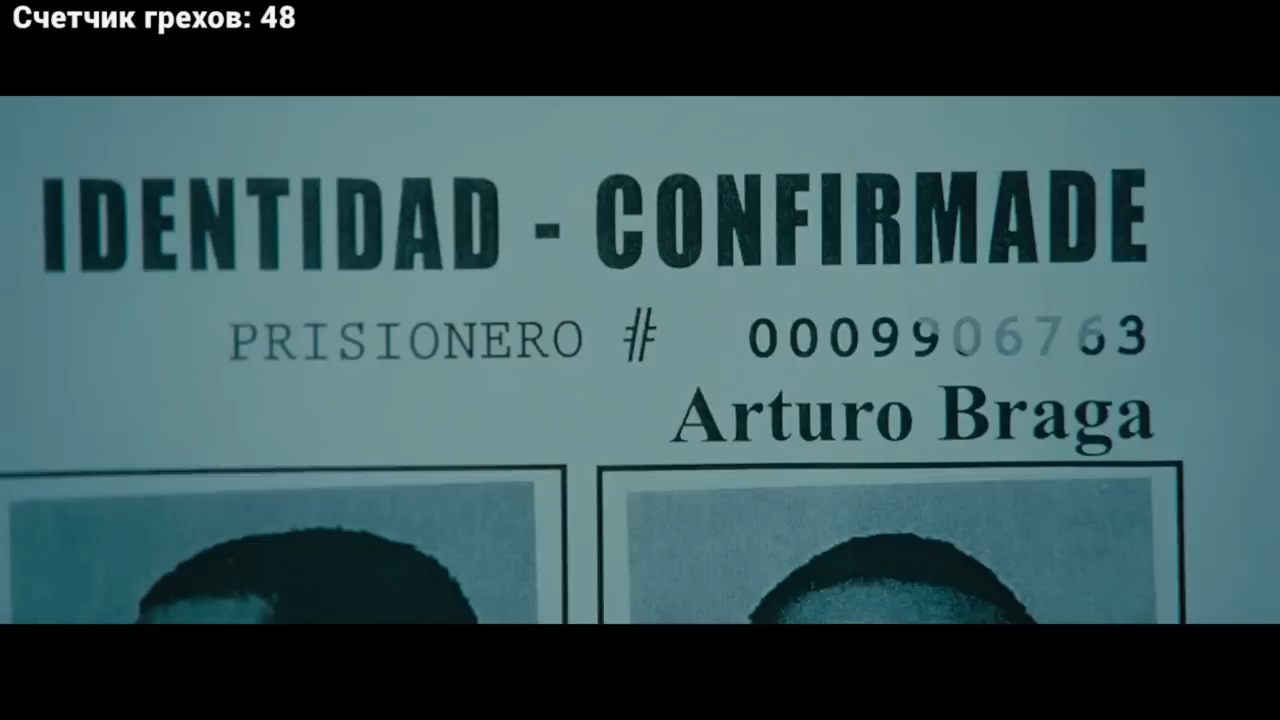 Счетчик грехов: 48
IDENTIDAD - CONFIRMADE
PRISIONERO # 0009906763
Arturo Braga